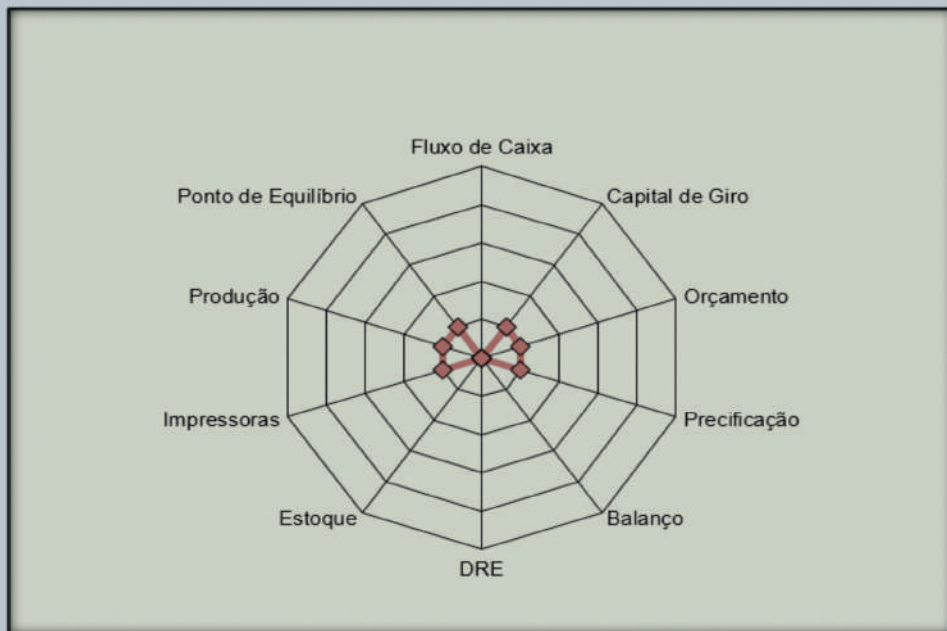 Fluxo de Caixa
Ponto de Equilíbrio
Capital de Giro
Produção
Orçamento
Impressoras
Precificação
Estoque
Balanço
DRE